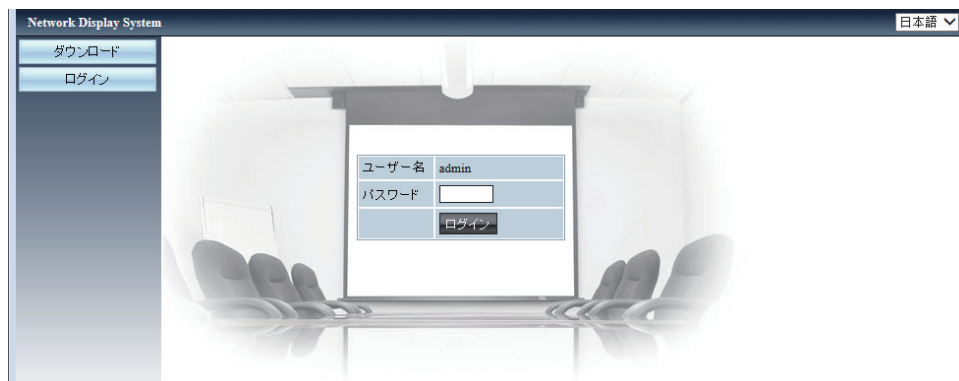 Network Display System
日本語
ダウンロード
ログイン
ユーザー名 admin
パスワード
ログイン